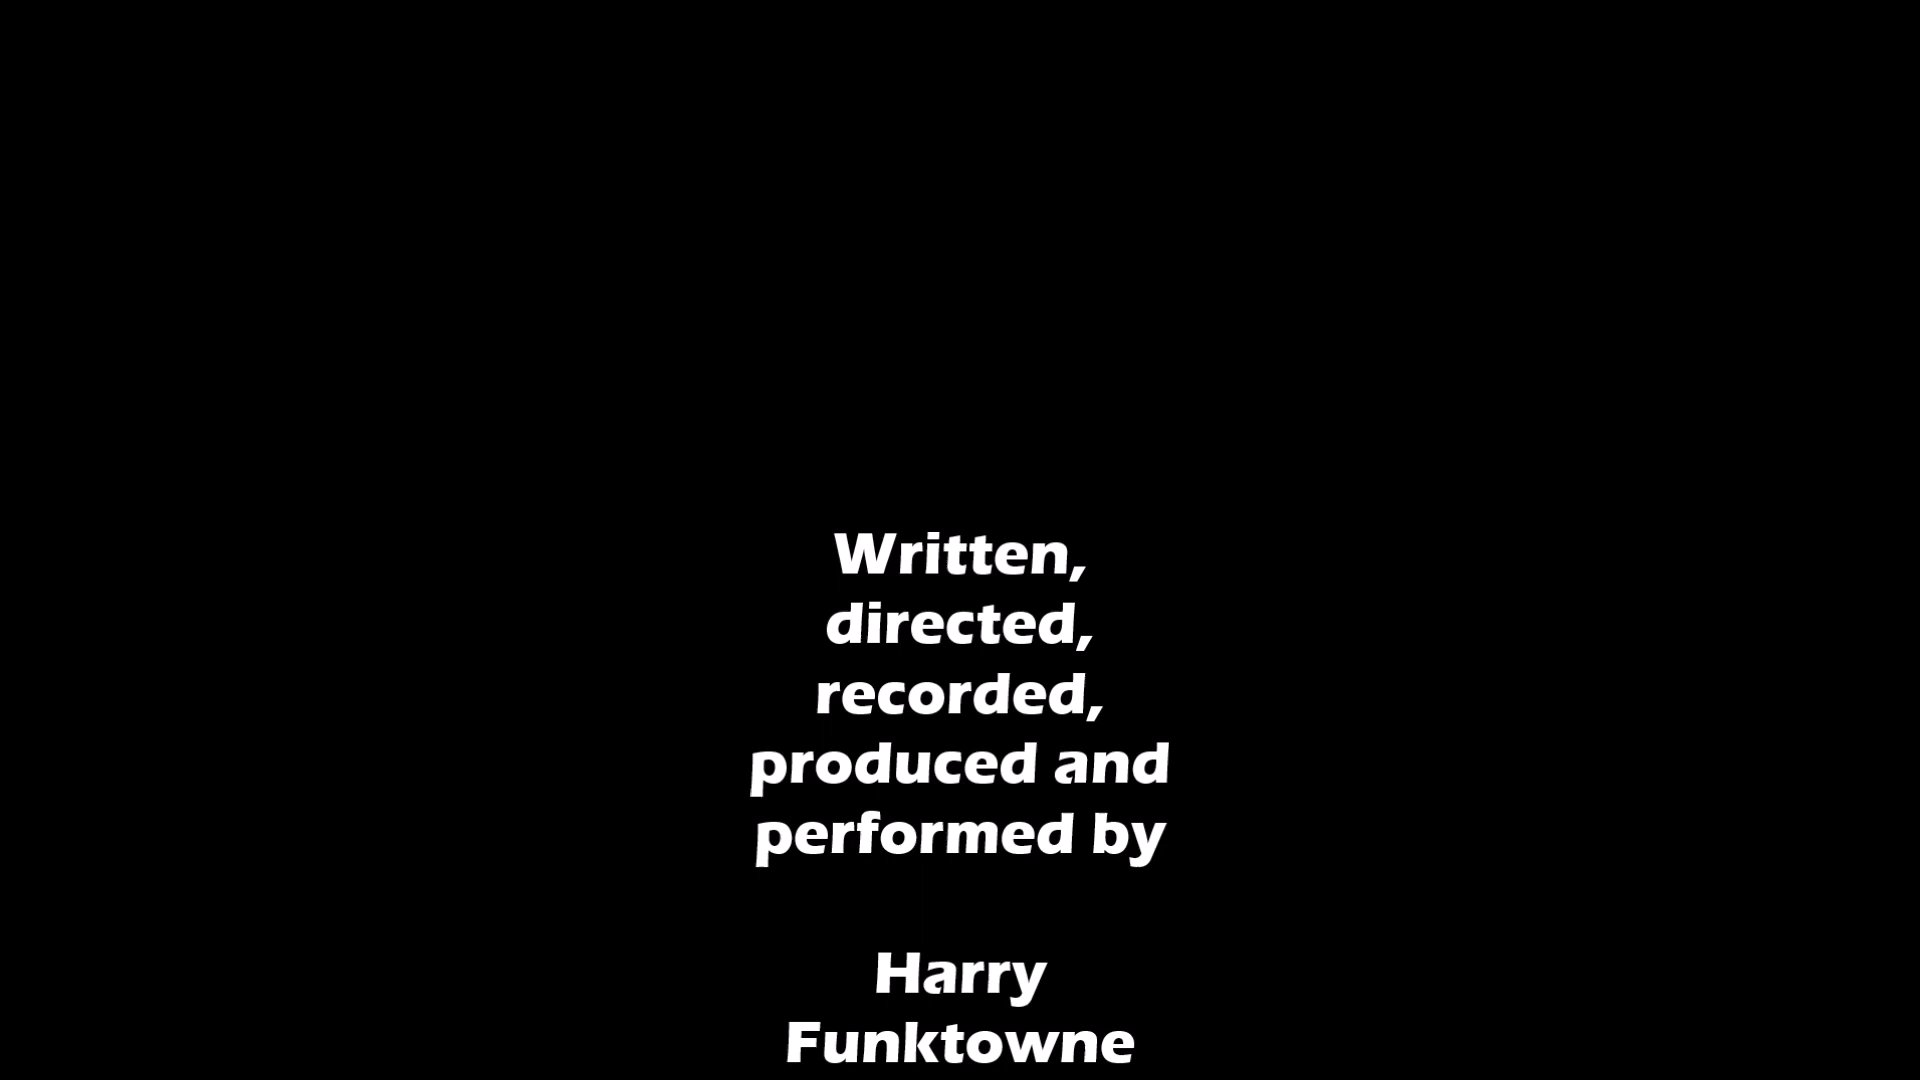 Written,
directed,
recorded,
produced and
performed by
Harry
Funktowne